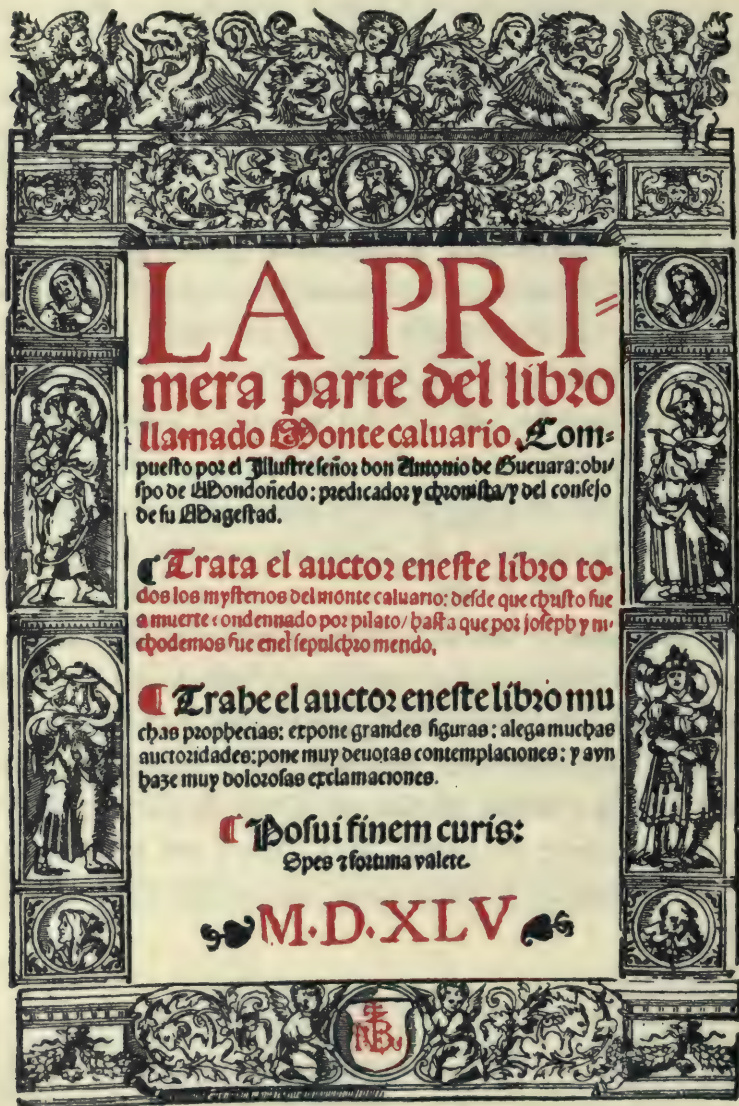 LA PRI=
mera parte del libro
llamado Monte caluario. Com=
puesto por el Illustre señor don Antonio de Gueuara: obi/
spo de Mondoñedo: predicador y chronista/ y del consejo
de su Magestad.
¶ Trata el auctor eneste libro to-
dos los mysterios del monte caluario: desde que christo fue
a muerte condennado por pilato/ hasta que por joseph y ni-
chodemos fue enel sepulchro metido.
¶ Trahe el auctor eneste libro mu
chas prophecias: expone grandes figuras: alega muchas
auctoridades: pone muy deuotas contemplaciones: y avn
haze muy dolorosas exclamaciones.
¶ Posui finem curis:
Spes ⁊ fortuna valete.
M.D.XLV